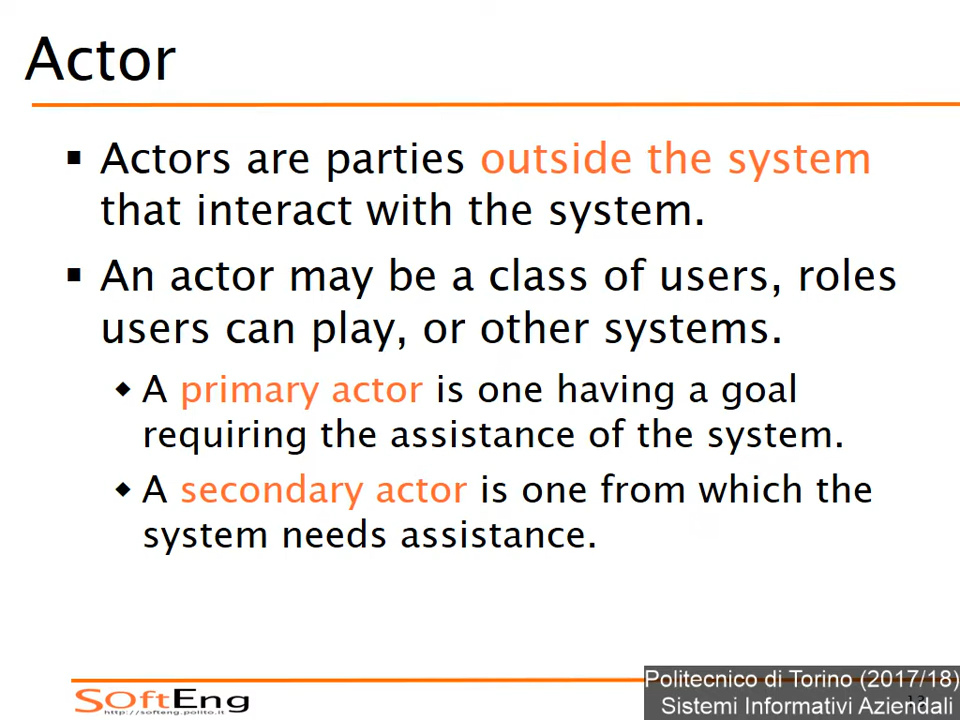 Actor
▪ Actors are parties outside the system
that interact with the system.
▪ An actor may be a class of users, roles
users can play, or other systems.
◆ A primary actor is one having a goal
requiring the assistance of the system.
◆ A secondary actor is one from which the
system needs assistance.
SOftEng
http://softeng.polito.it
Politecnico di Torino (2017/18)
Sistemi Informativi Aziendali